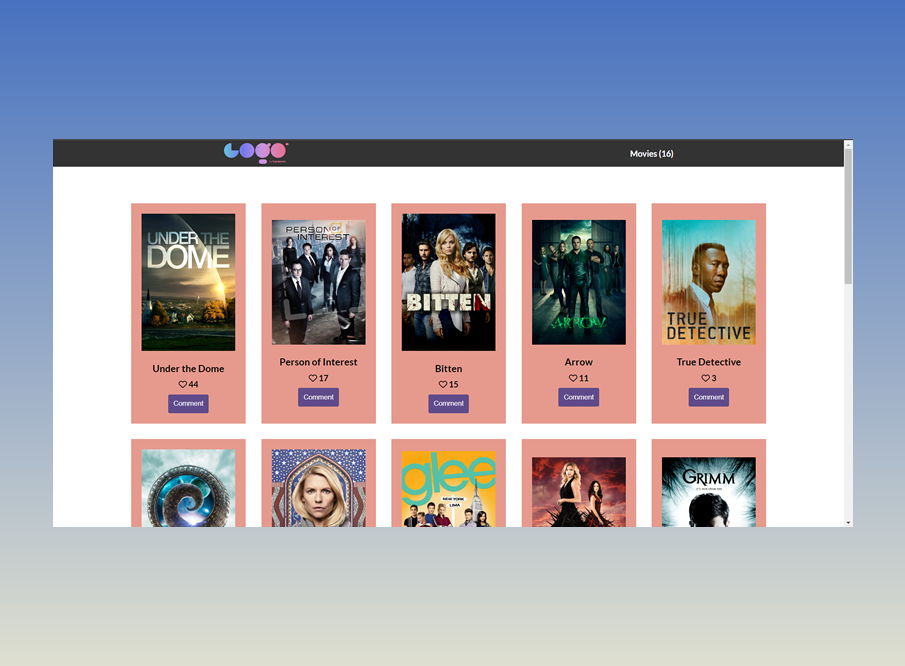 Logo
Movies (16)
UNDER THE
DOME
Under the Dome
44
Comment
PERSON OF
INTEREST
Person of Interest
17
Comment
BITTEN
Bitten
15
Comment
ARROW
Arrow
11
Comment
TRUE
DETECTIVE
True Detective
3
Comment
glee
NEW YORK
LIMA
GRIMM